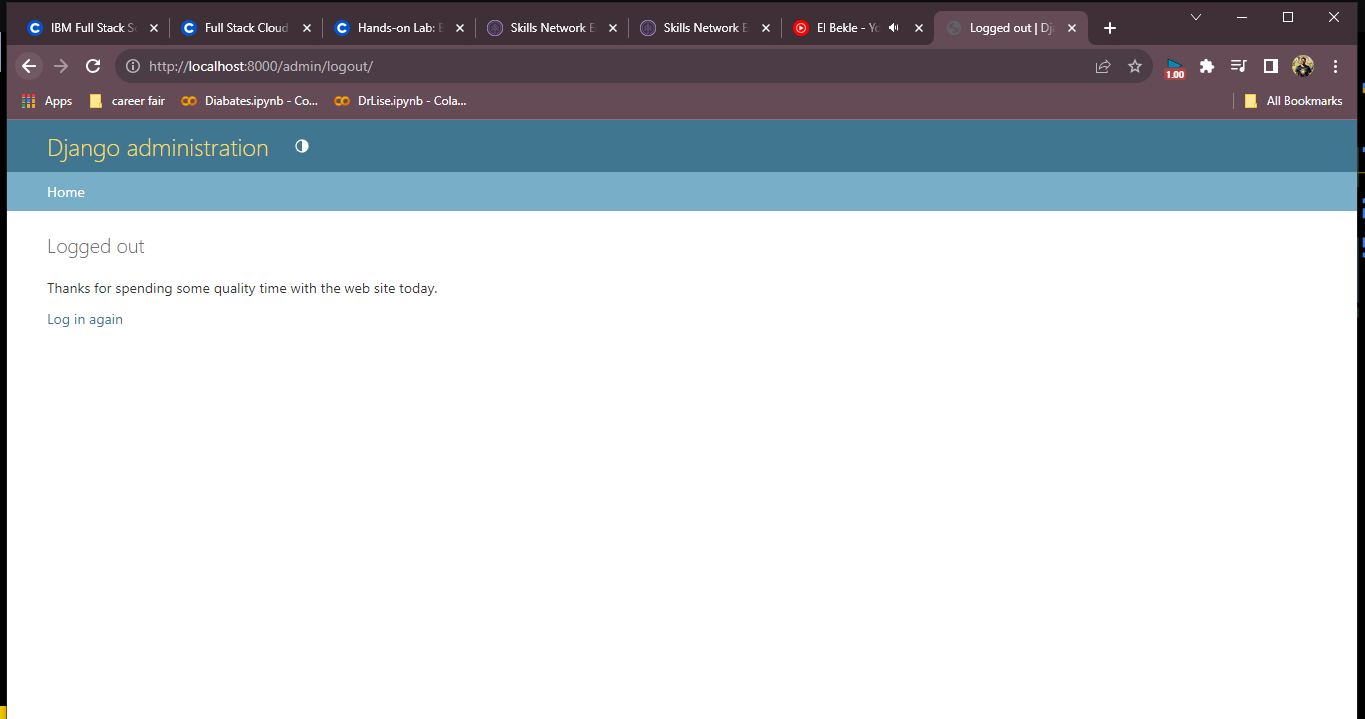 IBM Full Stack So
Full Stack Cloud
Hands-on Lab:
Skills Network E
Skills Network E
El Bekle - Yo
Logged out | Dj
http://localhost:8000/admin/logout/
1.00
Apps
career fair
Diabates.ipynb - Co...
DrLise.ipynb - Cola...
All Bookmarks
Django administration
Home
Logged out
Thanks for spending some quality time with the web site today.
Log in again